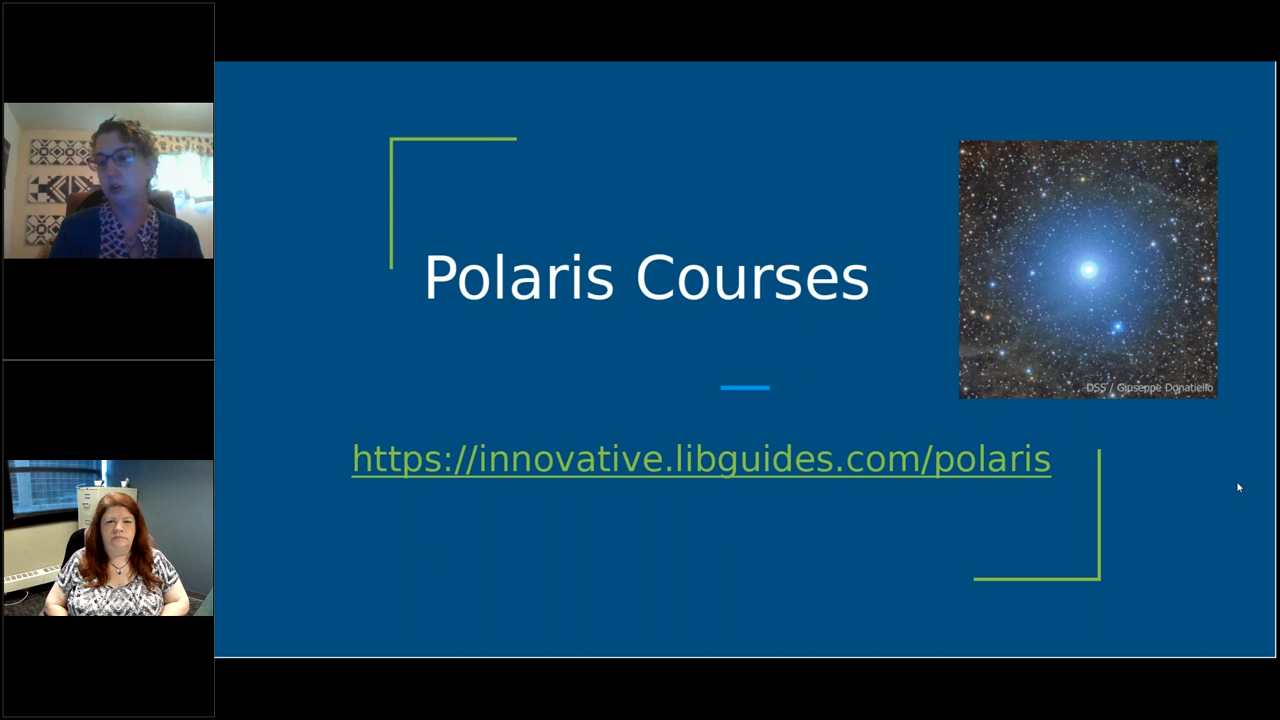 Polaris Courses
DSS / Giuseppe Donatiello
https://innovative.libguides.com/polaris